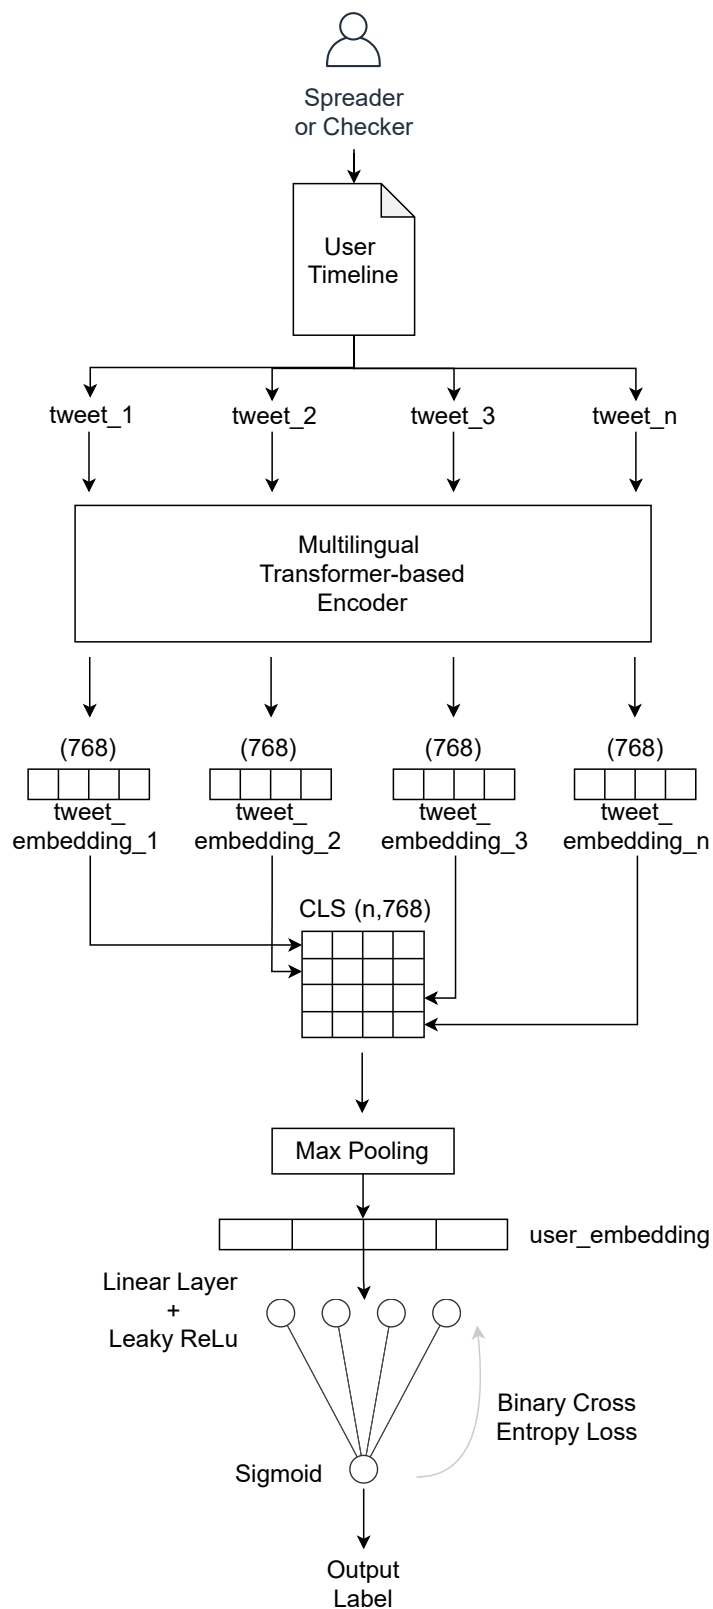 Spreader
or Checker
User
Timeline
tweet_1
tweet_2
tweet_3
tweet_n
Multilingual
Transformer-based
Encoder
(768)
(768)
(768)
(768)
tweet_
embedding_1
tweet_
embedding_2
tweet_
embedding_3
tweet_
embedding_n
CLS (n,768)
Max Pooling
user_embedding
Linear Layer
+
Leaky ReLu
Binary Cross
Entropy Loss
Sigmoid
Output
Label